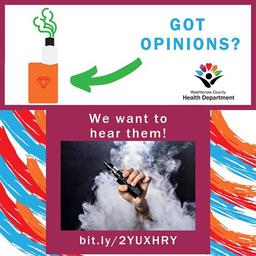 GOT
OPINIONS?
Washtenaw County
Health Department
We want to
hear them!
bit.ly/2YUXHRY